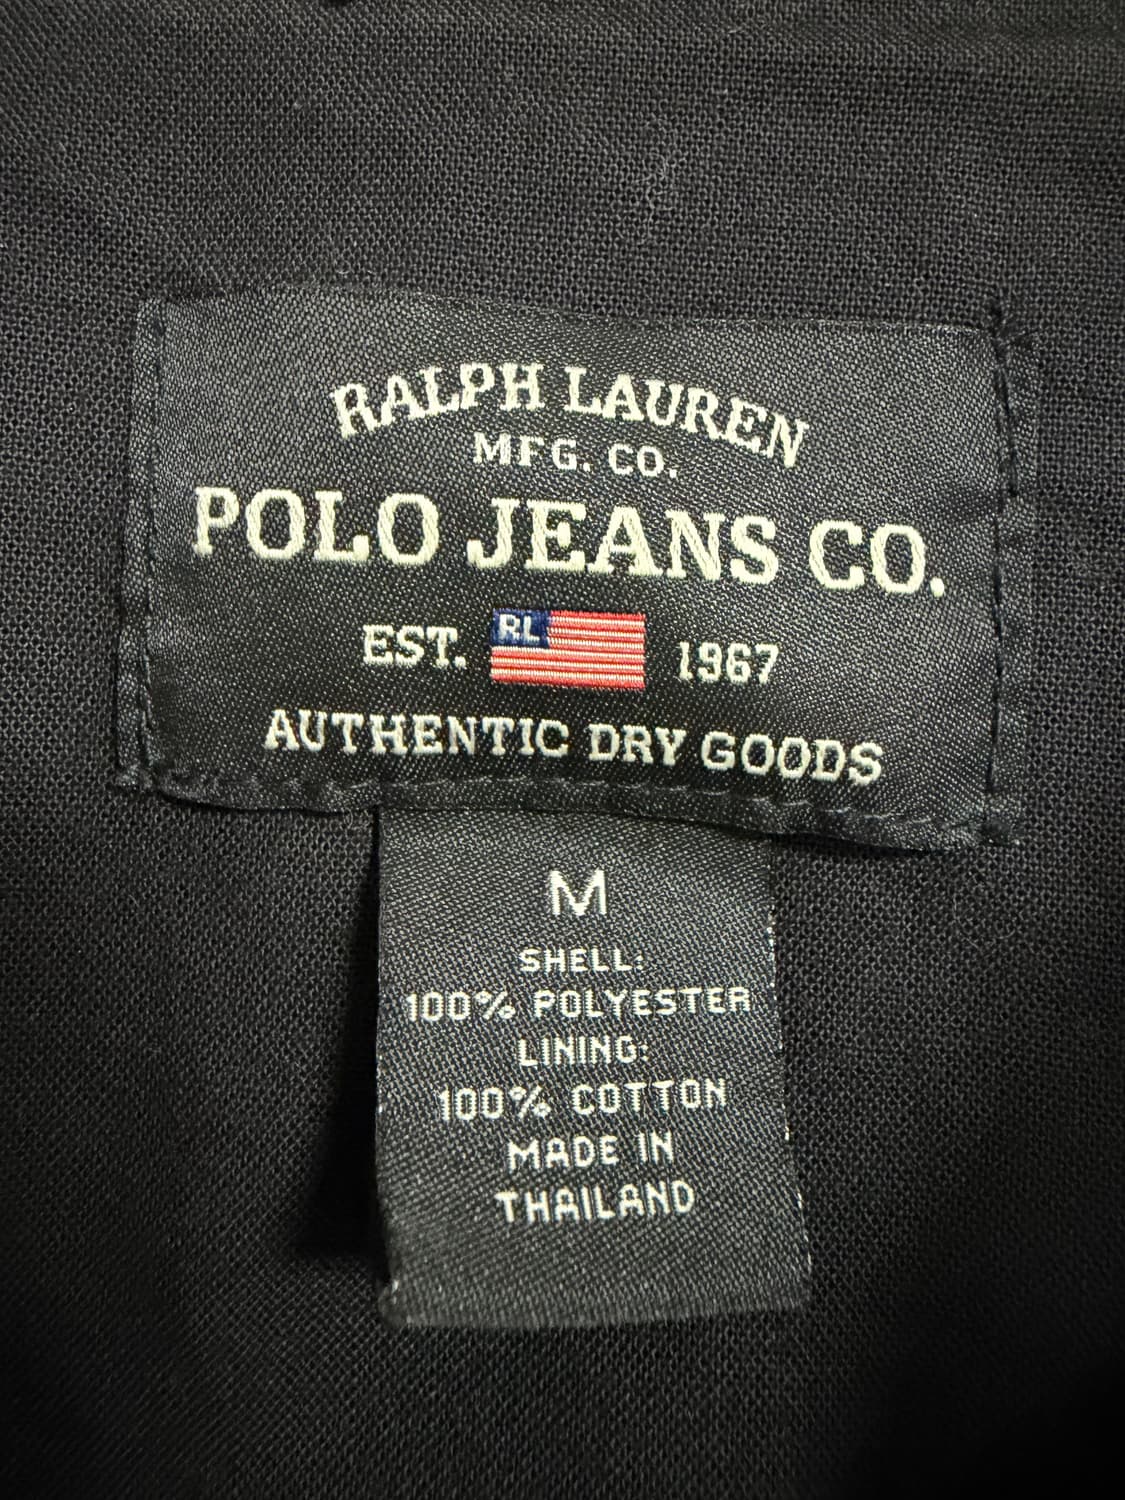 RALPH LAUREN
MFG. CO.
POLO JEANS CO.
EST. RL 1967
AUTHENTIC DRY GOODS
M
SHELL:
100% POLYESTER
LINING:
100% COTTON
MADE IN
THAILAND